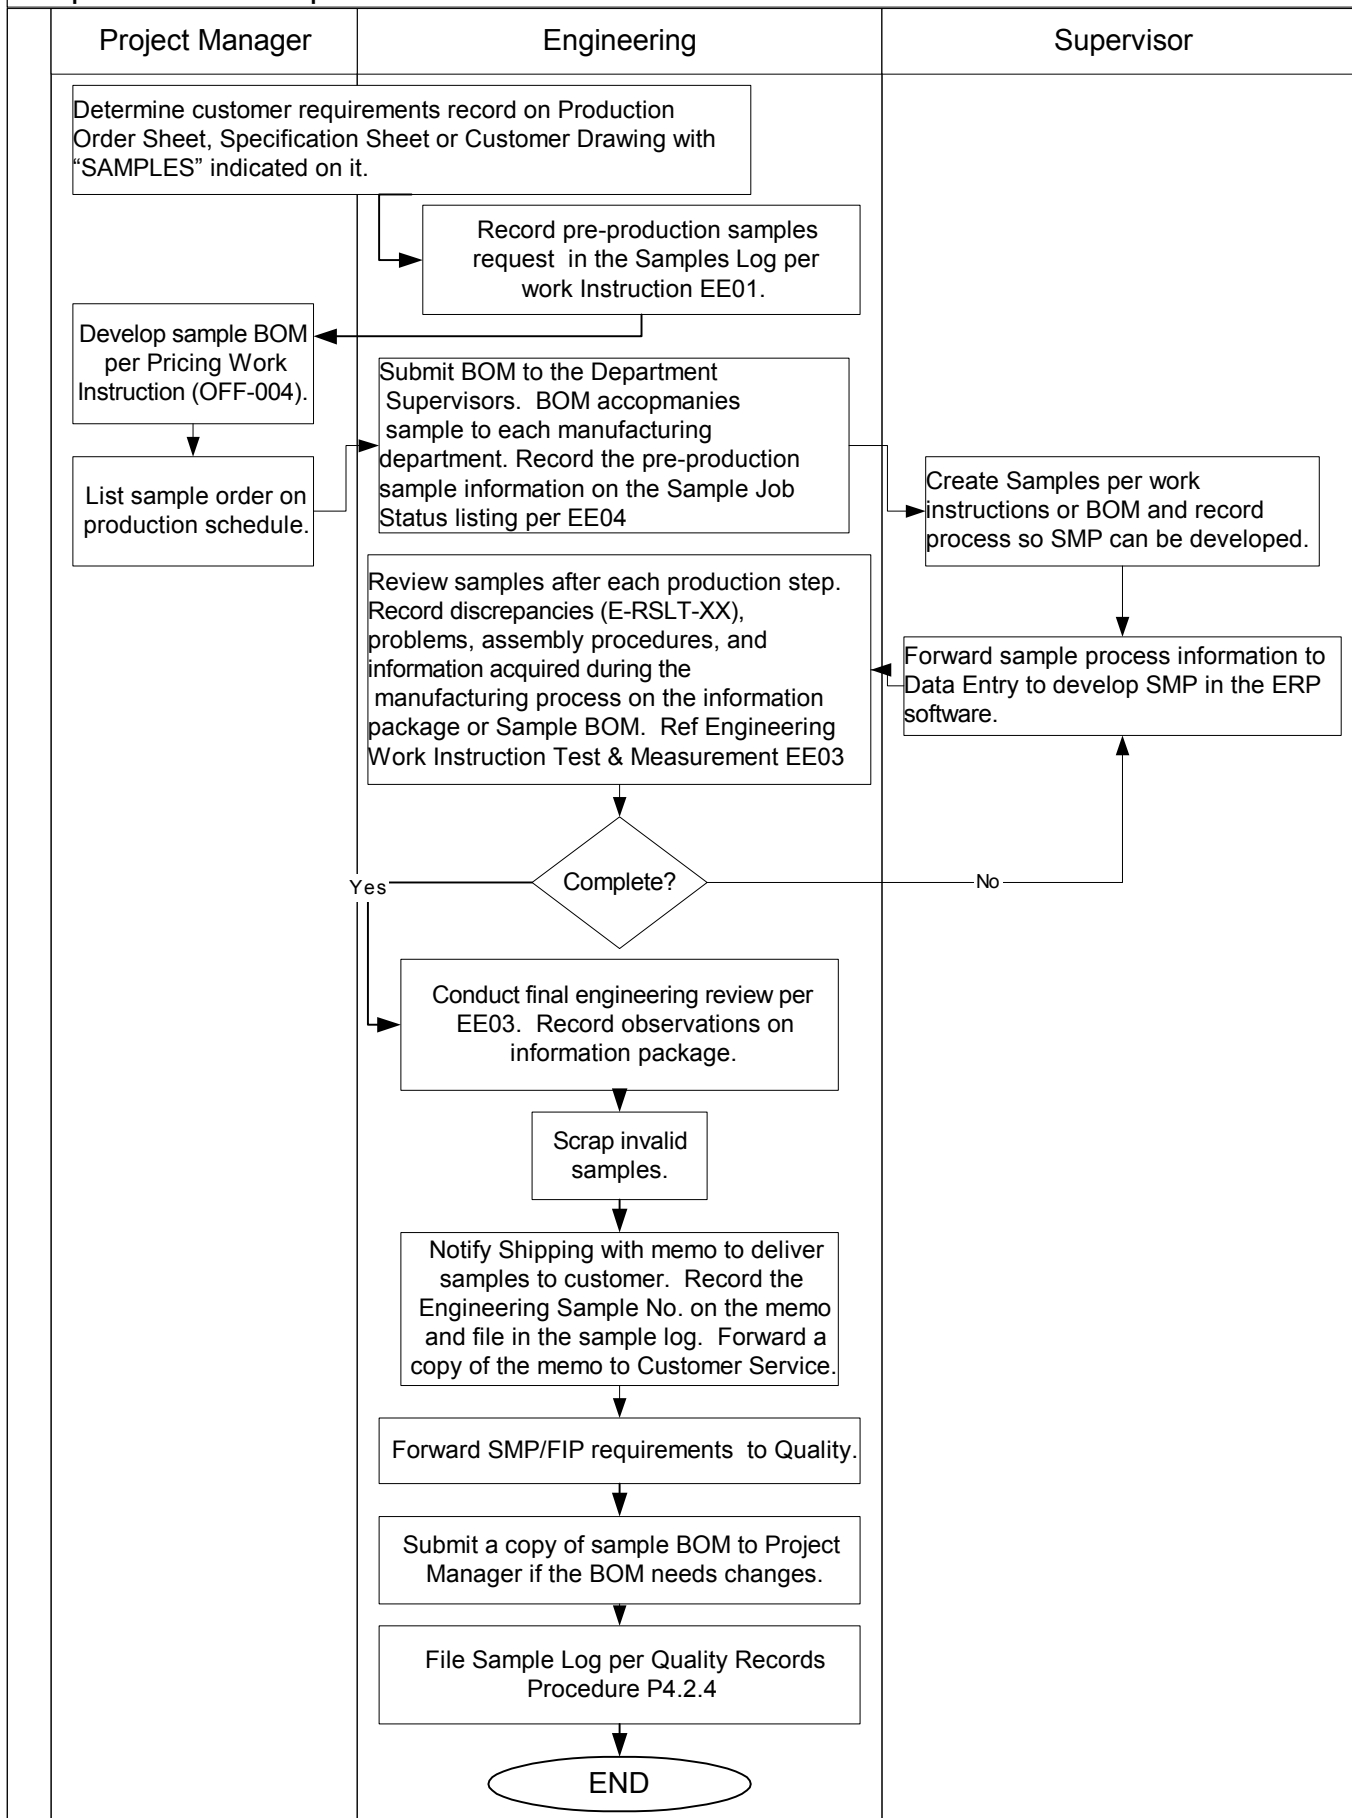 Project Manager
Engineering
Supervisor
Determine customer requirements record on Production
Order Sheet, Specification Sheet or Customer Drawing with
“SAMPLES” indicated on it.
Record pre-production samples
request in the Samples Log per
work Instruction EE01.
Develop sample BOM
per Pricing Work
Instruction (OFF-004).
List sample order on
production schedule.
Submit BOM to the Department
Supervisors. BOM accopmanies
sample to each manufacturing
department. Record the pre-production
sample information on the Sample Job
Status listing per EE04
Create Samples per work
instructions or BOM and record
process so SMP can be developed.
Forward sample process information to
Data Entry to develop SMP in the ERP
software.
Review samples after each production step.
Record discrepancies (E-RSLT-XX),
problems, assembly procedures, and
information acquired during the
manufacturing process on the information
package or Sample BOM. Ref Engineering
Work Instruction Test & Measurement EE03
Complete?
Yes
No
Conduct final engineering review per
EE03. Record observations on
information package.
Scrap invalid
samples.
Notify Shipping with memo to deliver
samples to customer. Record the
Engineering Sample No. on the memo
and file in the sample log. Forward a
copy of the memo to Customer Service.
Forward SMP/FIP requirements to Quality.
Submit a copy of sample BOM to Project
Manager if the BOM needs changes.
File Sample Log per Quality Records
Procedure P4.2.4
END